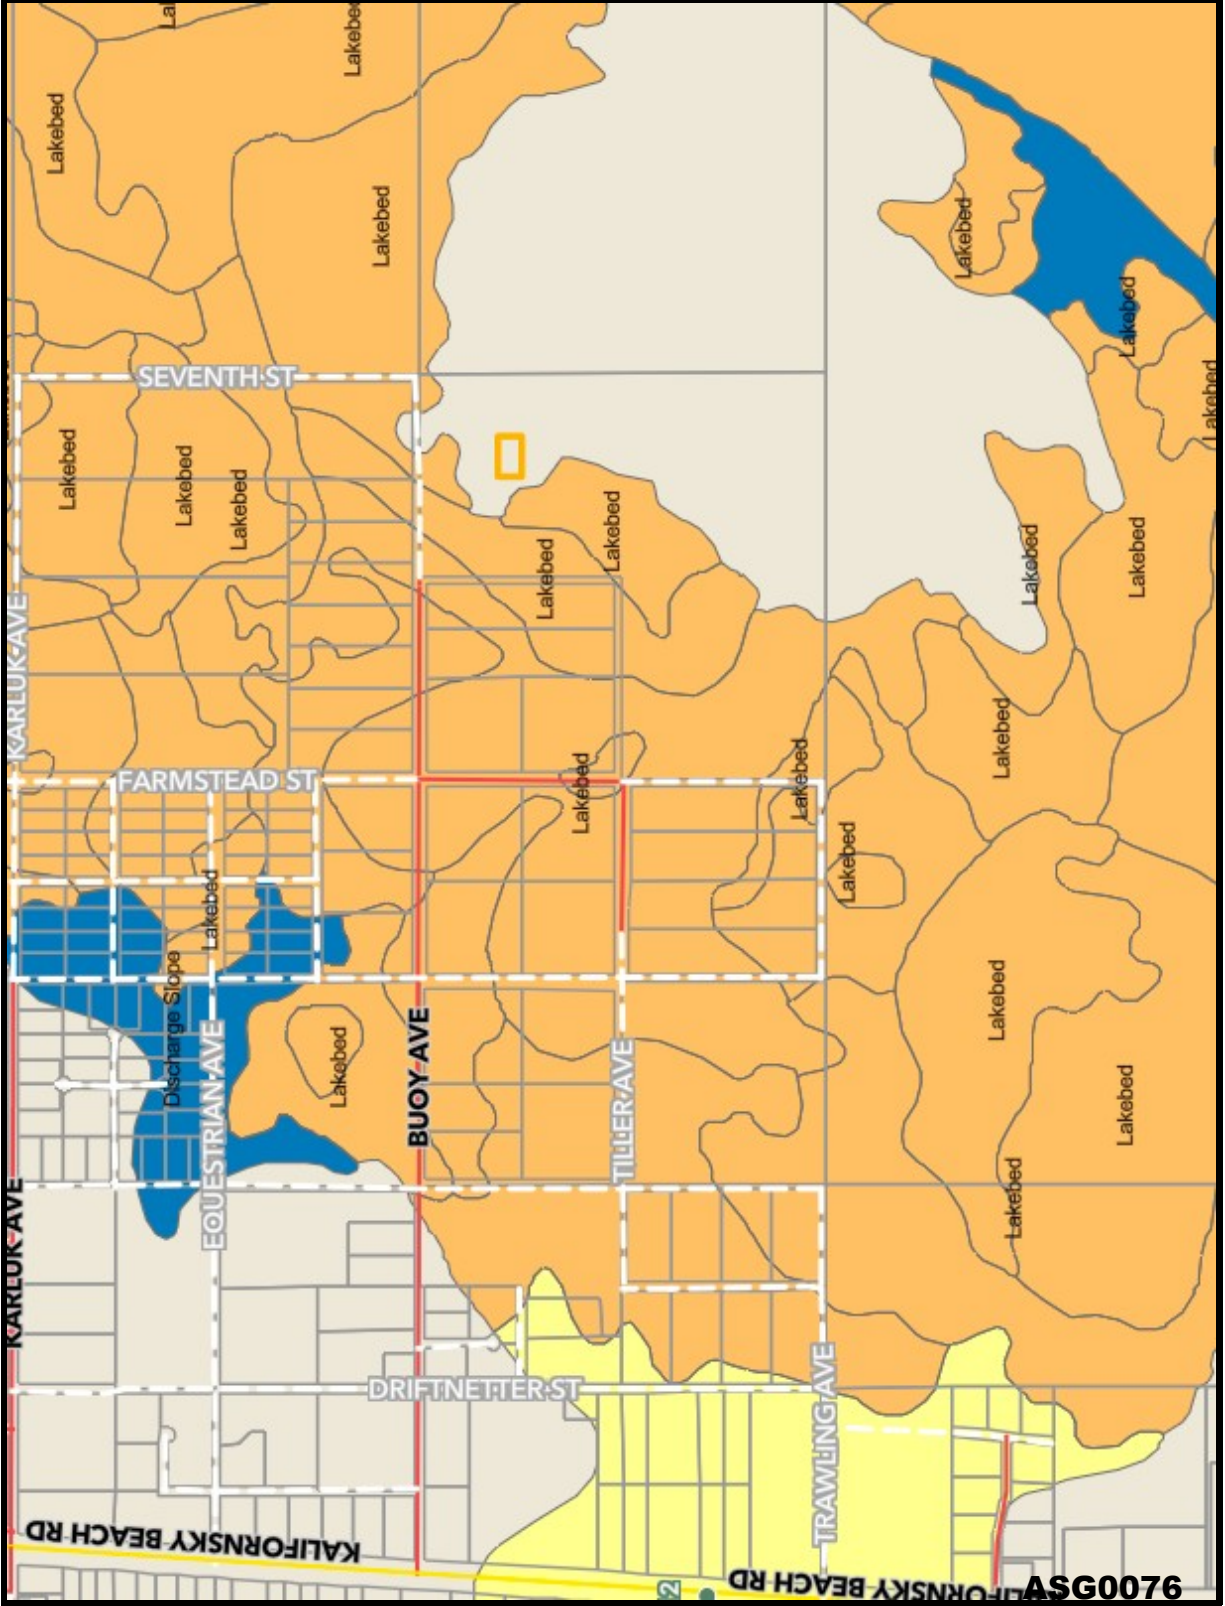 Lakebed
Lakebed
Lakebed
Lakebed
Lakebed
SEVENTH ST
Lakebed
Lakebed
Lakebed
Lakebed
Lakebed
Lakebed
Lakebed
Lakebed
Lakebed
KARLUK AVE
FARMSTEAD ST
Lakebed
Lakebed
Lakebed
Lakebed
Lakebed
Discharge Slope
Lakebed
Lakebed
EQUESTRIAN AVE
BUOY AVE
TILLER AVE
Lakebed
Lakebed
KARLUK AVE
DRIFTNETTER ST
TRAWLING AVE
KALIFORNSKY BEACH RD
KALIFORNSKY BEACH RD
ASG0076